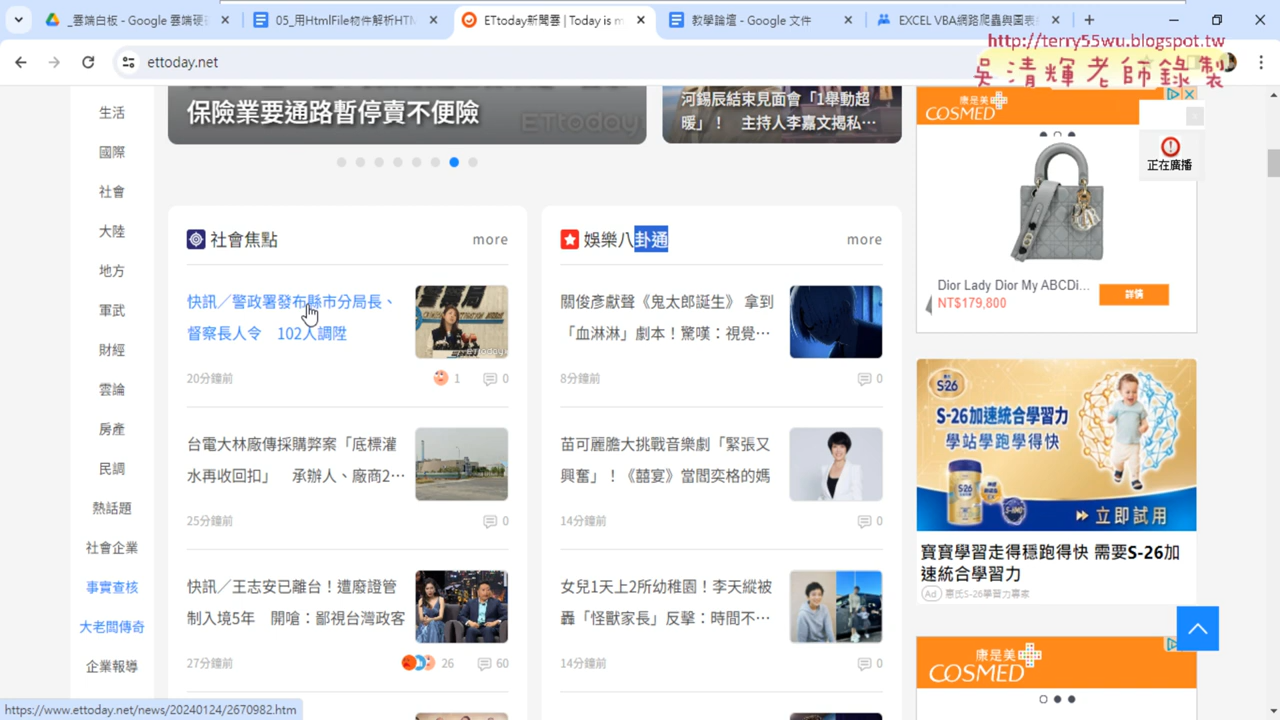 _雲端白板 - Google 雲端硬
05_用HtmlFile物件解析HTM
ETtoday新聞雲 | Today is m
教學論壇 - Google 文件
EXCEL VBA網路爬蟲與圖表
http://terry55wu.blogspot.tw
吳清輝老師錄製
ettoday.net
生活
國際
社會
大陸
地方
軍武
財經
雲論
房產
民調
熱話題
社會企業
事實查核
大老闆傳奇
企業報導
保險業要通路暫停賣不便險
ETtoday
河錫辰結束見面會「1舉動超
暖」！ 主持人李嘉文揭私…
社會焦點
more
快訊／警政署發布縣市分局長、
督察長人令 102人調陞
20分鐘前
1
0
台電大林廠傳採購弊案「底標灌
水再收回扣」 承辦人、廠商2…
25分鐘前
0
快訊／王志安已離台！遭廢證管
制入境5年 開嗆：鄙視台灣政客
27分鐘前
26
60
娛樂八卦通
more
關俊彥獻聲《鬼太郎誕生》 拿到
「血淋淋」劇本！驚嘆：視覺…
8分鐘前
0
苗可麗膽大挑戰音樂劇「緊張又
興奮」！《囍宴》當閻奕格的媽
14分鐘前
0
女兒1天上2所幼稚園！李天縱被
轟「怪獸家長」反擊：時間不…
14分鐘前
0
康是美
COSMED
正在廣播
Dior Lady Dior My ABCDi...
NT$179,800
詳情
S-26
S-26加速統合學習力
學站學跑學得快
立即試用
寶寶學習走得穩跑得快 需要S-26加
速統合學習力
Ad
惠氏S-26學習力專家
康是美
COSMED
https://www.ettoday.net/news/20240124/2670982.htm